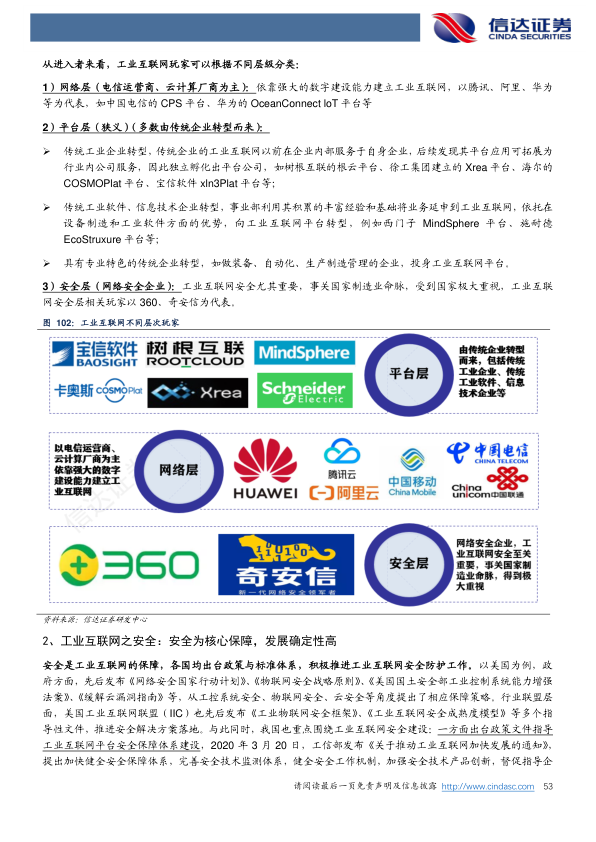 信达证券
CINDA SECURITIES
从进入者来看，工业互联网玩家可以根据不同层级分类：
1）网络层（电信运营商、云计算厂商为主）：依靠强大的数字建设能力建立工业互联网，以腾讯、阿里、华为
等为代表，如中国电信的 CPS 平台、华为的 OceanConnect IoT 平台等
2）平台层（狭义）（多数由传统企业转型而来）：
➢ 传统工业企业转型，传统企业的工业互联网以前在企业内部服务于自身企业，后续发现其平台应用可拓展为
行业内公司服务，因此独立孵化出平台公司，如树根互联的根云平台、徐工集团建立的 Xrea 平台、海尔的
COSMOPlat 平台、宝信软件 xIn3Plat 平台等；
➢ 传统工业软件、信息技术企业转型，事业部利用其积累的丰富经验和基础将业务延申到工业互联网，依托在
设备制造和工业软件方面的优势，向工业互联网平台转型，例如西门子 MindSphere 平台、施耐德
EcoStruxure 平台等；
➢ 具有专业特色的传统企业转型，如做装备、自动化、生产制造管理的企业，投身工业互联网平台。
3）安全层（网络安全企业）：工业互联网安全尤其重要，事关国家制造业命脉，受到国家极大重视，工业互联
网安全层相关玩家以 360、奇安信为代表。
图 102：工业互联网不同层次玩家
宝信软件
BAOSIGHT
树根互联
ROOTCLOUD
MindSphere
卡奥斯 COSMOPlat
Xrea
Schneider
Electric
平台层
由传统企业转型
而来，包括传统
工业企业、传统
工业软件、信息
技术企业等
以电信运营商、
云计算厂商为主
依靠强大的数字
建设能力建立工
业互联网
网络层
HUAWEI
腾讯云
阿里云
中国移动
China Mobile
中国电信
CHINA TELECOM
China
unicom中国联通
360
奇安信
新一代网络安全领军者
安全层
网络安全企业，工
业互联网安全至关
重要，事关国家制
造业命脉，得到极
大重视
资料来源：信达证券研发中心
2、工业互联网之安全：安全为核心保障，发展确定性高
安全是工业互联网的保障，各国均出台政策与标准体系，积极推进工业互联网安全防护工作。以美国为例，政
府方面，先后发布《网络安全国家行动计划》、《物联网安全战略原则》、《美国国土安全部工业控制系统能力增强
法案》、《缓解云漏洞指南》等，从工控系统安全、物联网安全、云安全等角度提出了相应保障策略。行业联盟层
面，美国工业互联网联盟（IIC）也先后发布《工业物联网安全框架》、《工业互联网安全成熟度模型》等多个指
导性文件，推进安全解决方案落地。与此同时，我国也重点围绕工业互联网安全建设：一方面出台政策文件指导
工业互联网平台安全保障体系建设，2020 年 3 月 20 日，工信部发布《关于推动工业互联网加快发展的通知》，
提出加快健全安全保障体系，完善安全技术监测体系，健全安全工作机制，加强安全技术产品创新，督促指导企
请阅读最后一页免责声明及信息披露 http://www.cindasc.com 53